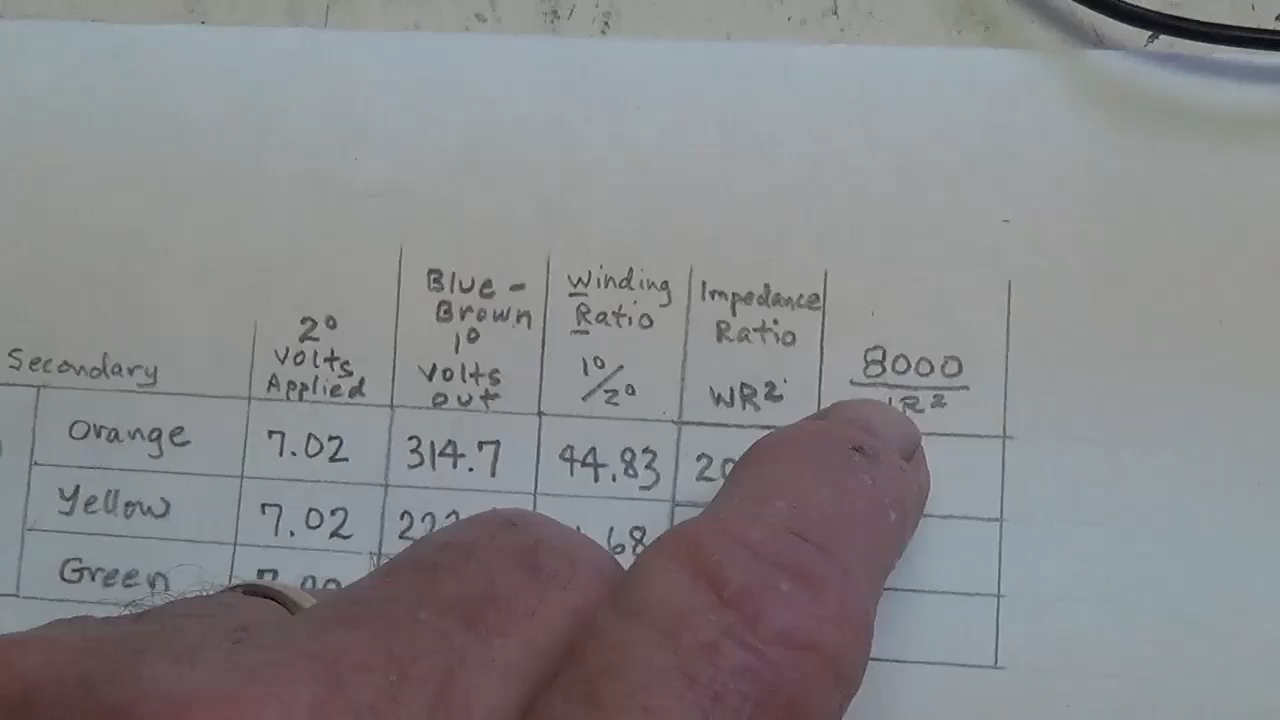 Secondary
2°
Volts
Applied
Blue -
Brown
1°
Volts
out
Winding
Ratio
1°/2°
Impedance
Ratio
WR²
8000
Orange 7.02 314.7 44.83
Yellow 7.02
Green